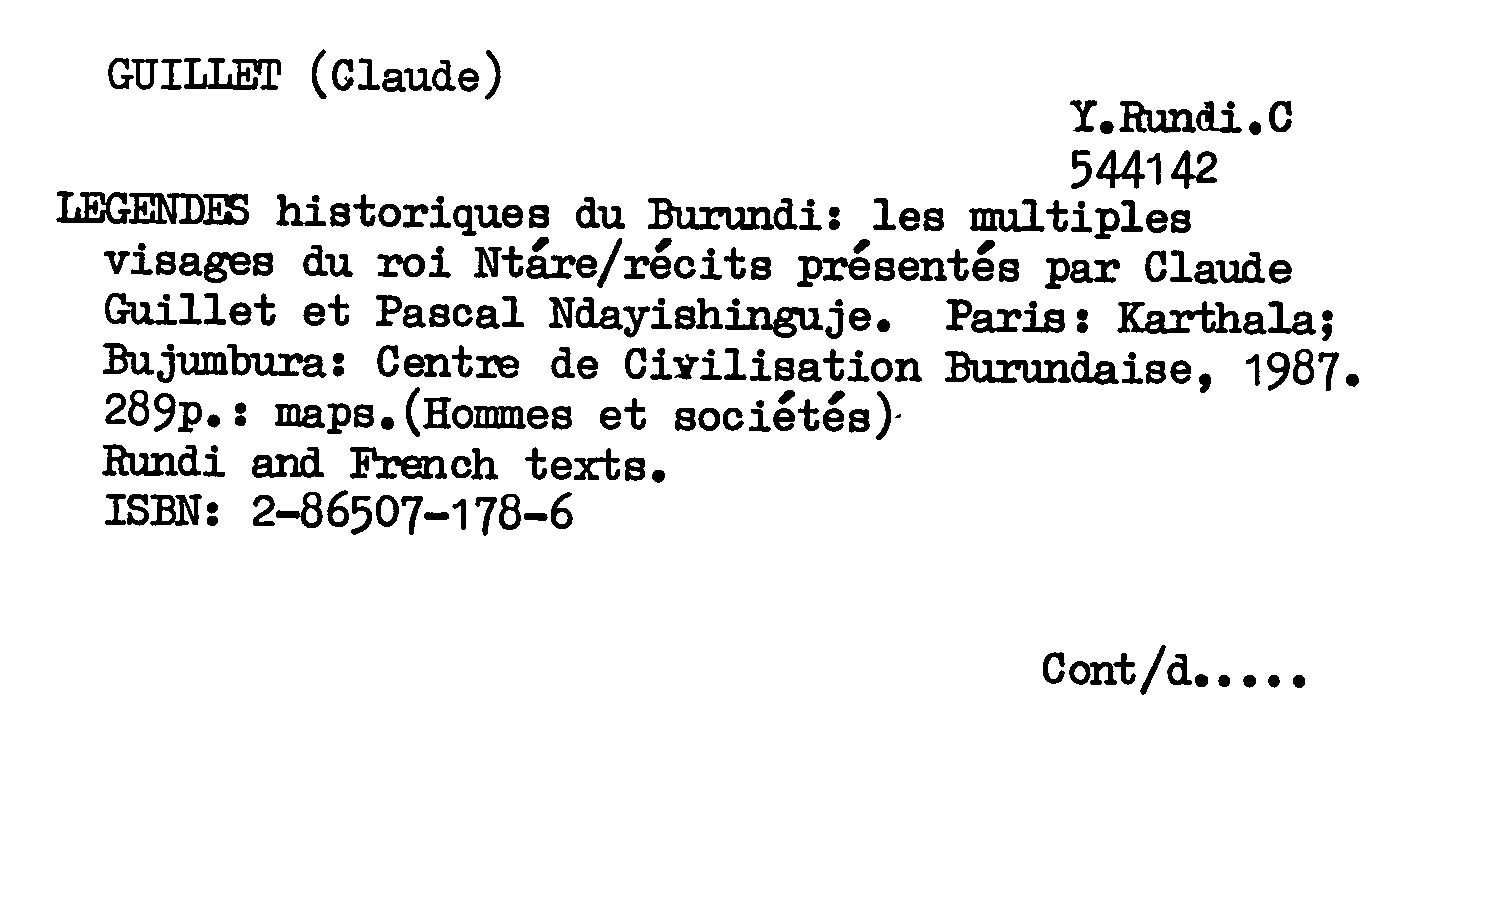 GUILLET (Claude)
Y.Rundi.C
544142
LEGENDES historiques du Burundi: les multiples
visages du roi Ntáre/récits présentés par Claude
Guillet et Pascal Ndayishinguje. Paris: Karthala;
Bujumbura: Centre de Civilisation Burundaise, 1987.
289p.: maps.(Hommes et sociétés)
Rundi and French texts.
ISBN: 2-86507-178-6
Cont/d.....